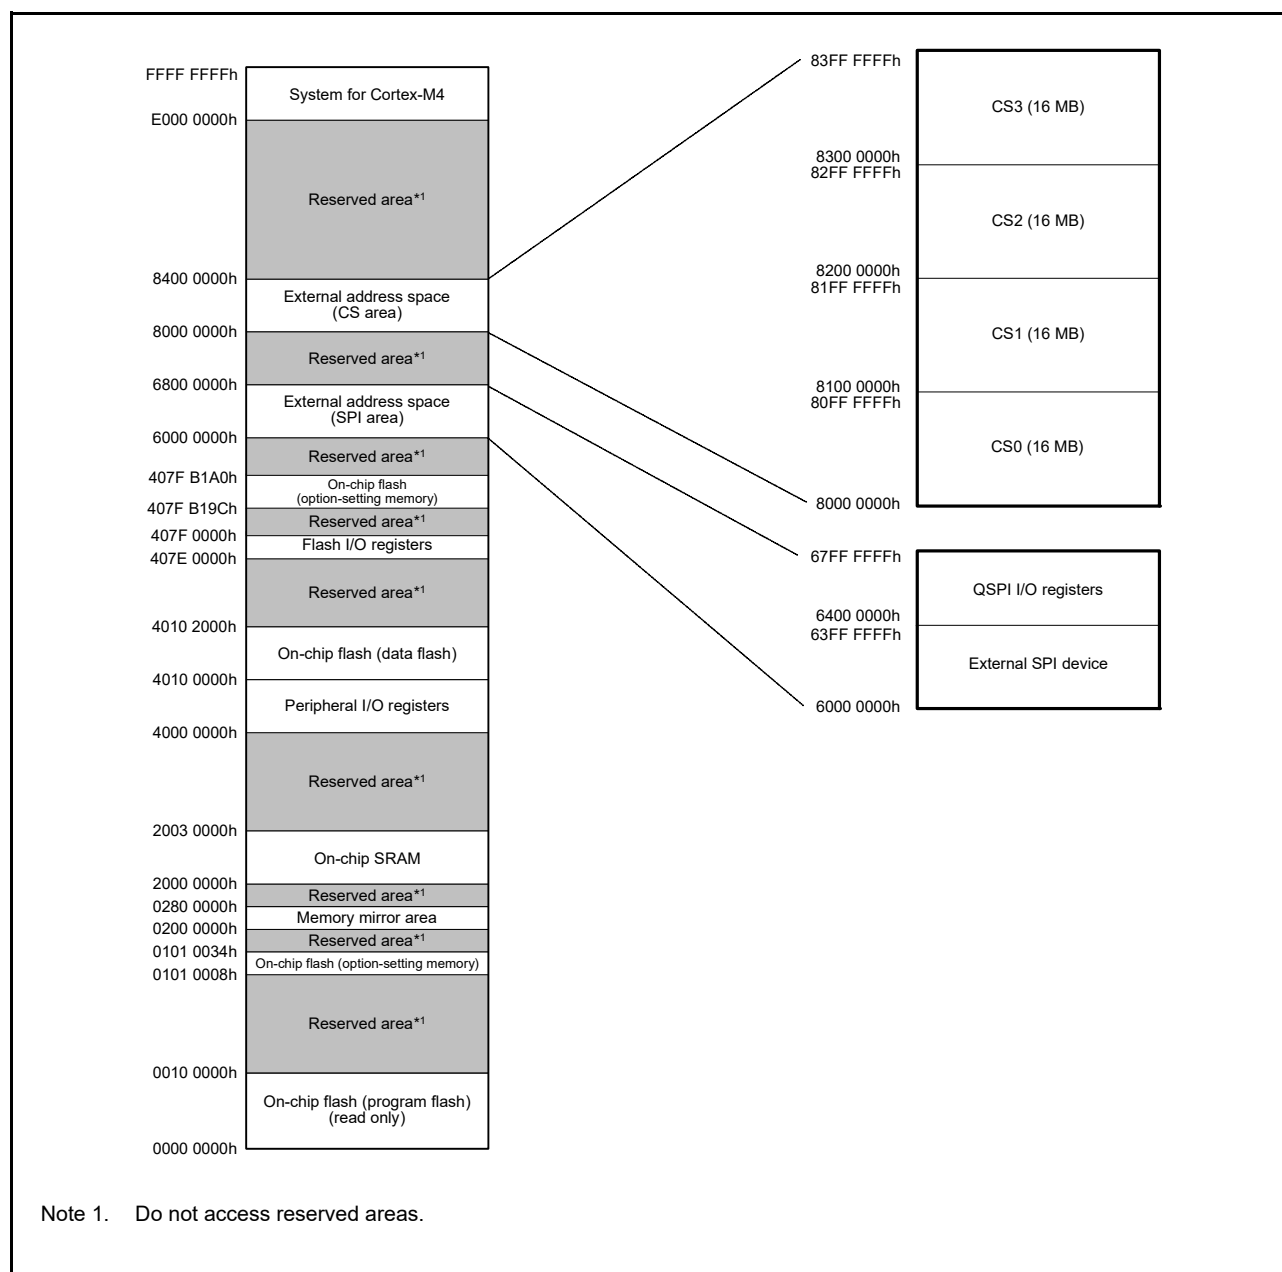 FFFF FFFFh
System for Cortex-M4
E000 0000h
Reserved area*1
8400 0000h
External address space
(CS area)
8000 0000h
Reserved area*1
6800 0000h
External address space
(SPI area)
6000 0000h
Reserved area*1
407F B1A0h
On-chip flash
(option-setting memory)
407F B19Ch
Reserved area*1
407F 0000h
Flash I/O registers
407E 0000h
Reserved area*1
4010 2000h
On-chip flash (data flash)
4010 0000h
Peripheral I/O registers
4000 0000h
Reserved area*1
2003 0000h
On-chip SRAM
2000 0000h
Reserved area*1
0280 0000h
Memory mirror area
0200 0000h
Reserved area*1
0101 0034h
On-chip flash (option-setting memory)
0101 0008h
Reserved area*1
0010 0000h
On-chip flash (program flash)
(read only)
0000 0000h
83FF FFFFh
CS3 (16 MB)
8300 0000h
82FF FFFFh
CS2 (16 MB)
8200 0000h
81FF FFFFh
CS1 (16 MB)
8100 0000h
80FF FFFFh
CS0 (16 MB)
8000 0000h
67FF FFFFh
QSPI I/O registers
6400 0000h
63FF FFFFh
External SPI device
6000 0000h
Note 1. Do not access reserved areas.